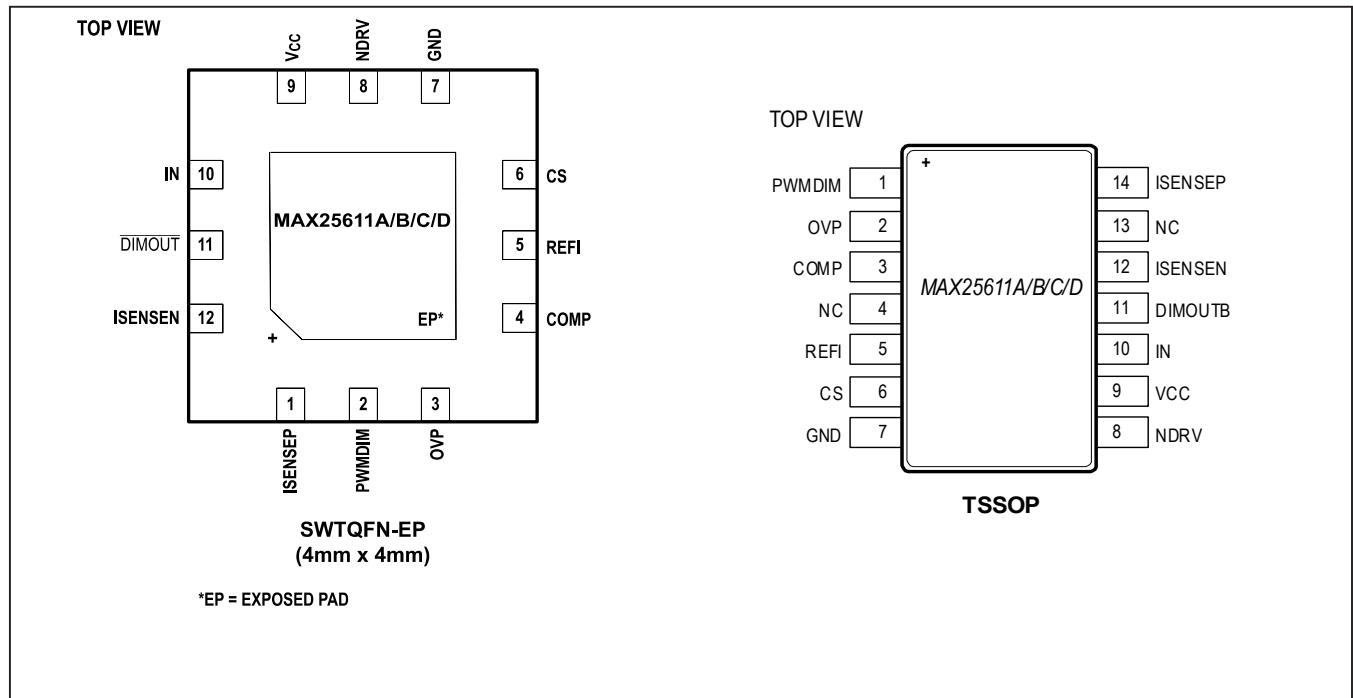 TOP VIEW
VCC
NDRV
GND
9
8
7
IN
10
6
CS
MAX25611A/B/C/D
DIMOUT
11
5
REFI
ISENSEN
12
EP*
4
COMP
+
1
2
3
ISENSEP
PWMDIM
OVP
SWTQFN-EP
(4mm x 4mm)
*EP = EXPOSED PAD
TOP VIEW
+
PWMDIM
1
14
ISENSEP
OVP
2
13
NC
COMP
3
12
ISENSEN
MAX25611A/B/C/D
NC
4
11
DIMOUTB
REFI
5
10
IN
CS
6
9
VCC
GND
7
8
NDRV
TSSOP